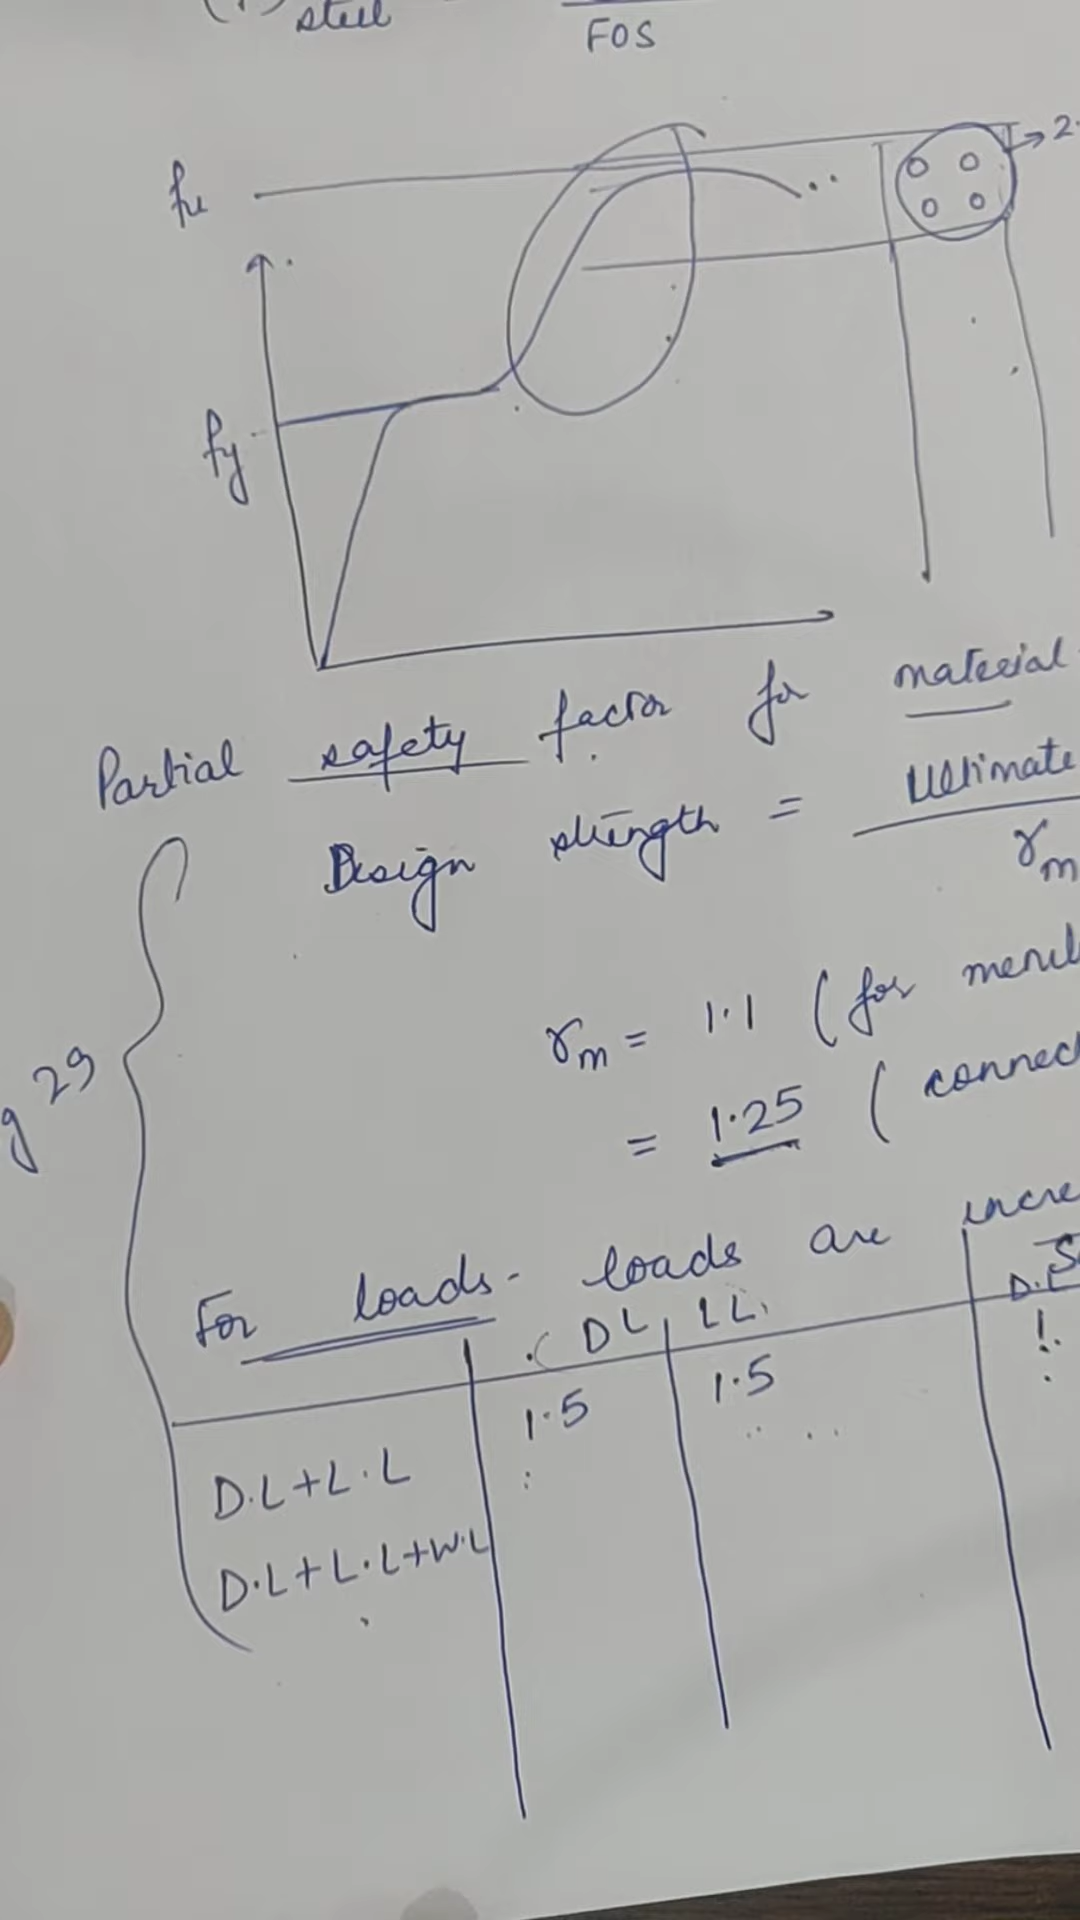 steel
FOS
fu
2.
fy
Partial safety factor for material
Design strength = Ultimate
γm
γm = 1.1 (for
= 1.25 (connec
g 29
For loads - loads are incre
DL LL D.L
1.5 1.5
D.L+L.L
D.L+L.L+W.L